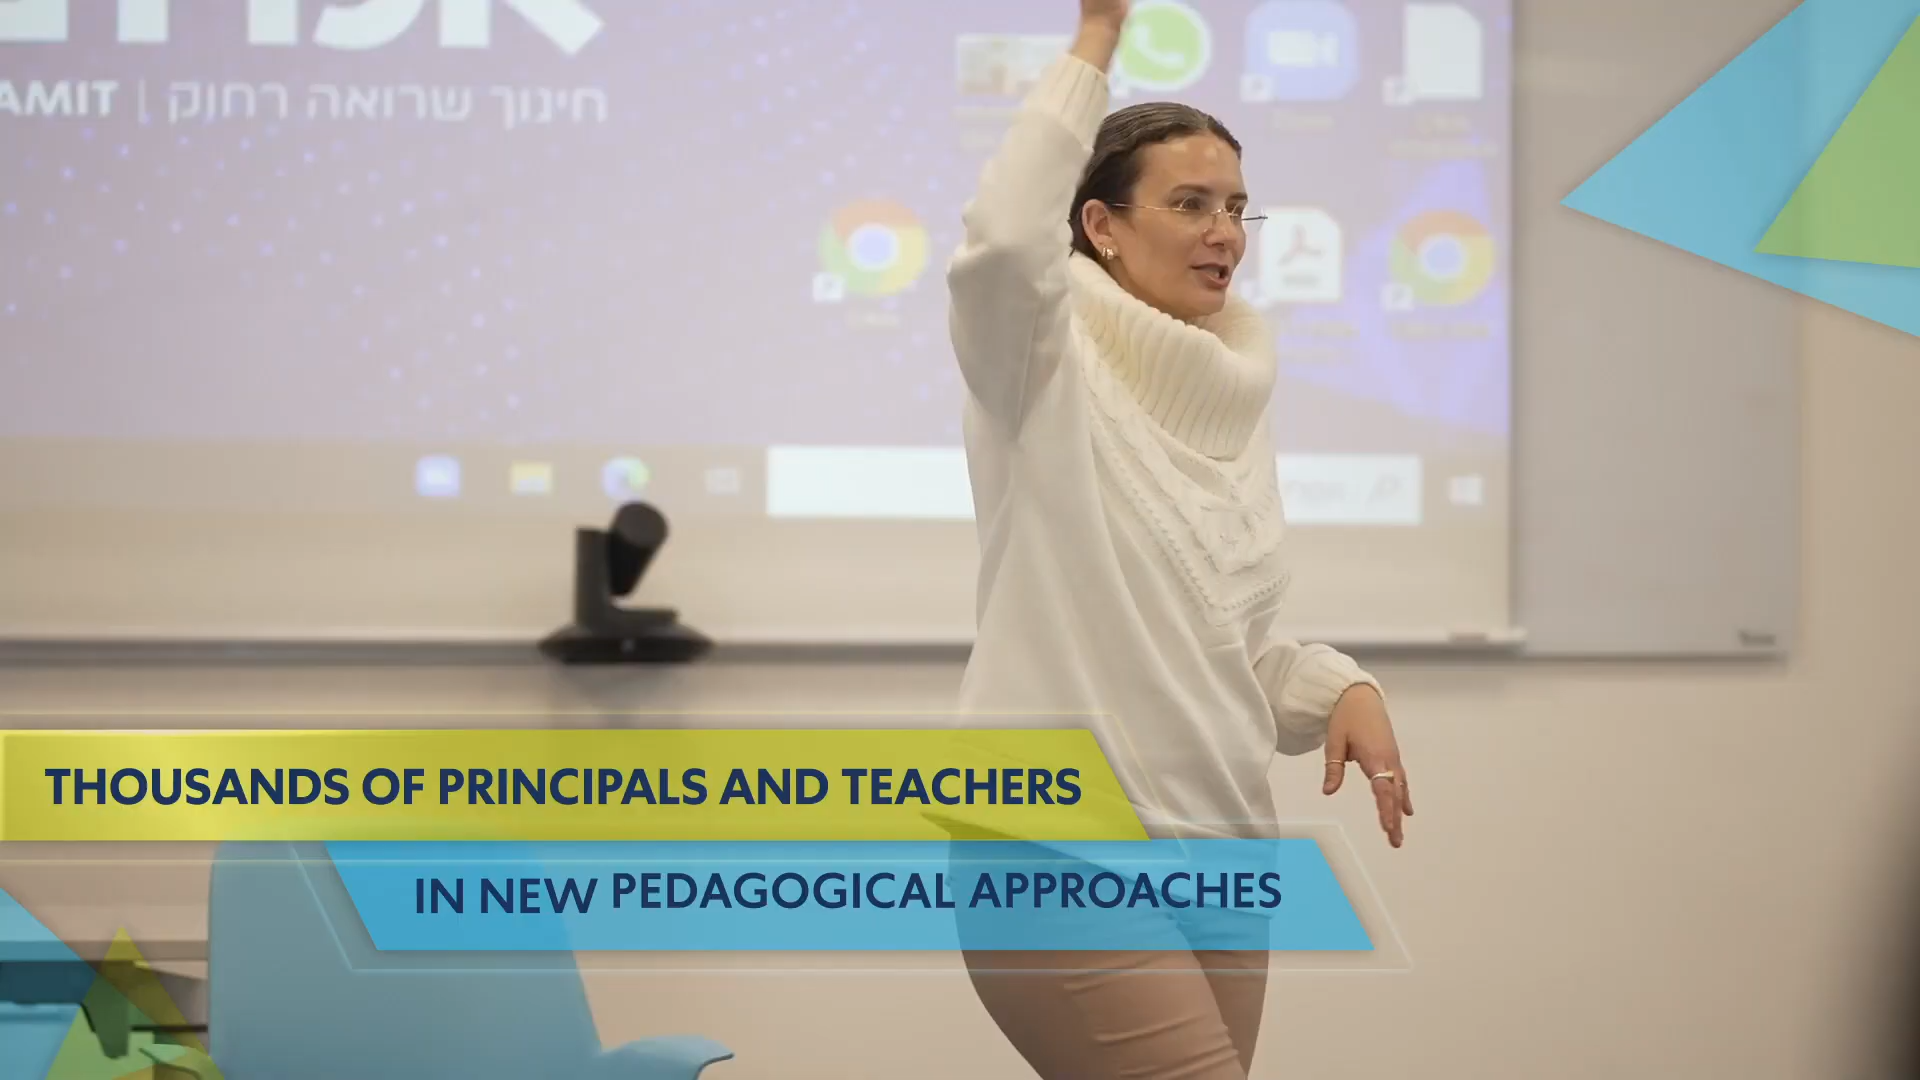 AMIT | חינוך שרואה רחוק
THOUSANDS OF PRINCIPALS AND TEACHERS
IN NEW PEDAGOGICAL APPROACHES